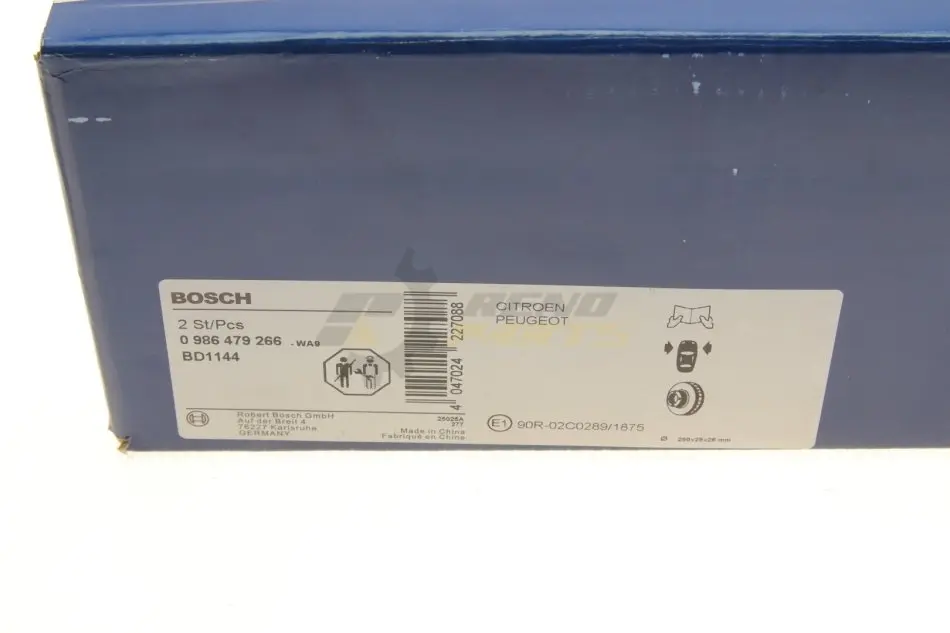 BOSCH
2 St/Pcs
0 986 479 266 . WA9
BD1144
4 047024 227088
CITROEN
PEUGEOT
Robert Bosch GmbH
Auf der Breit 4
76227 Karlsruhe
GERMANY
Made in China
Fabriqué en Chine
E1 90R-02C0289/1875